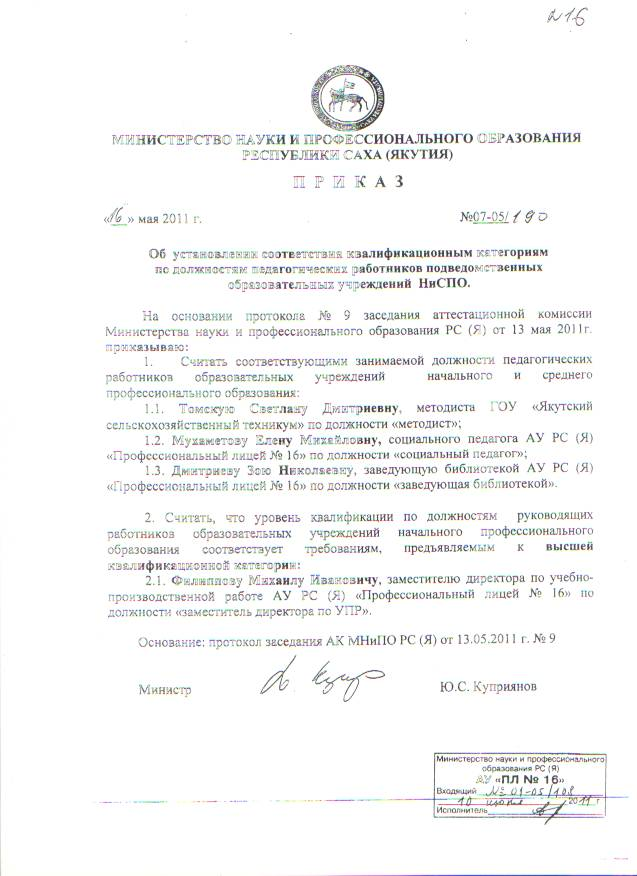 216
МИНИСТЕРСТВО НАУКИ И ПРОФЕССИОНАЛЬНОГО ОБРАЗОВАНИЯ
РЕСПУБЛИКИ САХА (ЯКУТИЯ)
П Р И К А З
«16» мая 2011 г. №07-05/190
Об установлении соответствия квалификационным категориям
по должностям педагогических работников подведомственных
образовательных учреждений НиСПО.
На основании протокола № 9 заседания аттестационной комиссии
Министерства науки и профессионального образования РС (Я) от 13 мая 2011г.
приказываю:
1. Считать соответствующими занимаемой должности педагогических
работников образовательных учреждений начального и среднего
профессионального образования:
1.1. Томскую Светлану Дмитриевну, методиста ГОУ «Якутский
сельскохозяйственный техникум» по должности «методист»;
1.2. Мухаметову Елену Михайловну, социального педагога АУ РС (Я)
«Профессиональный лицей № 16» по должности «социальный педагог»;
1.3. Дмитриеву Зою Николаевну, заведующую библиотекой АУ РС (Я)
«Профессиональный лицей № 16» по должности «заведующая библиотекой».
2. Считать, что уровень квалификации по должностям руководящих
работников образовательных учреждений начального профессионального
образования соответствует требованиям, предъявляемым к высшей
квалификационной категории:
2.1. Филиппову Михаилу Ивановичу, заместителю директора по учебно-
производственной работе АУ РС (Я) «Профессиональный лицей № 16» по
должности «заместитель директора по УПР».
Основание: протокол заседания АК МНиПО РС (Я) от 13.05.2011 г. № 9
Министр Ю.С. Куприянов
Министерство науки и профессионального
образования РС (Я)
АУ «ПЛ № 16»
Входящий № 01-05/108
10 июня 2011 г
Исполнитель